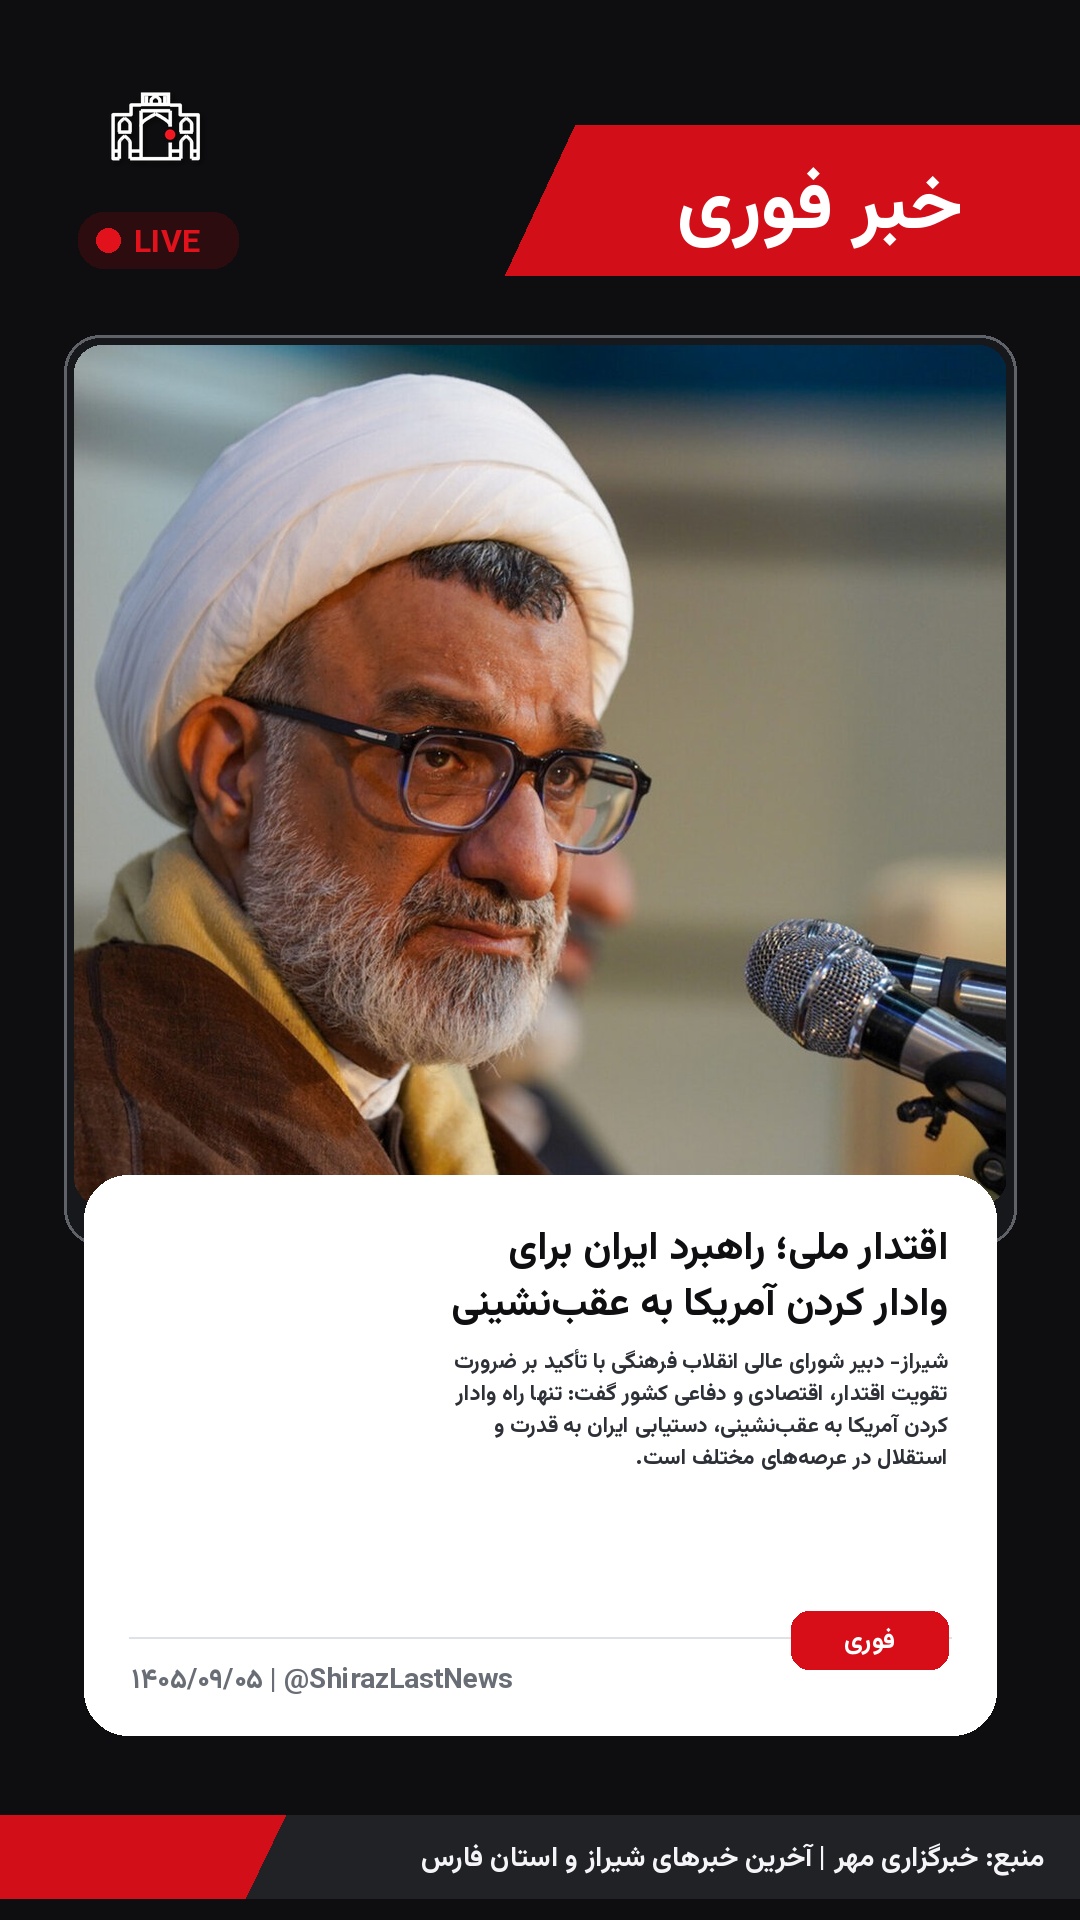 خبر فوری
LIVE
اقتدار ملی؛ راهبرد ایران برای
وادار کردن آمریکا به عقب‌نشینی
شیراز- دبیر شورای عالی انقلاب فرهنگی با تأکید بر ضرورت
تقویت اقتدار، اقتصادی و دفاعی کشور گفت: تنها راه وادار
کردن آمریکا به عقب‌نشینی، دستیابی ایران به قدرت و
استقلال در عرصه‌های مختلف است.
فوری
۱۴۰۵/۰۹/۰۵ | @ShirazLastNews
منبع: خبرگزاری مهر | آخرین خبرهای شیراز و استان فارس